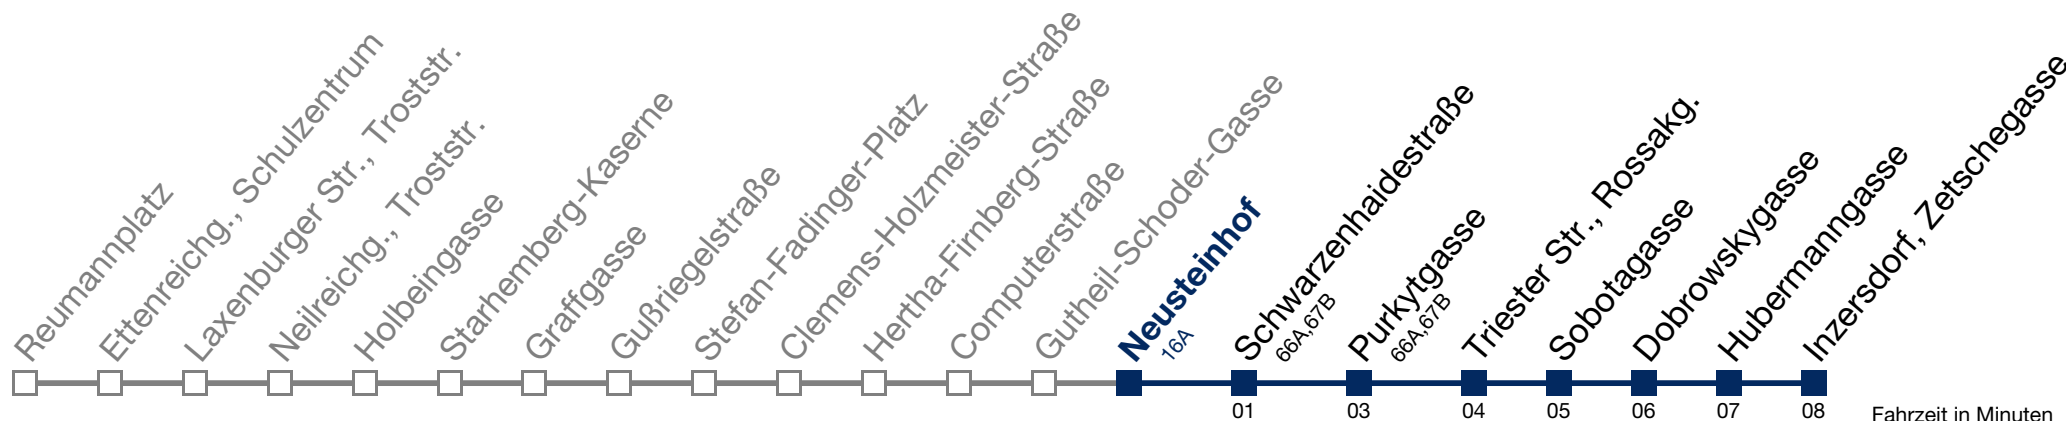 Reumannplatz
Ettenreichg., Schulzentrum
Laxenburger Str., Troststr.
Neilreichg., Troststr.
Holbeingasse
Starhemberg-Kaserne
Graffgasse
Gußriegelstraße
Stefan-Fadinger-Platz
Clemens-Holzmeister-Straße
Hertha-Firnberg-Straße
Computerstraße
Gutheil-Schoder-Gasse
Neusteinhof
16A
Schwarzenhaidestraße
66A,67B
Purkytgasse
66A,67B
Triester Str., Rossakg.
Sobotagasse
Dobrowskygasse
Hubermanngasse
Inzersdorf, Zetschegasse
01 03 04 05 06 07 08
Fahrzeit in Minuten